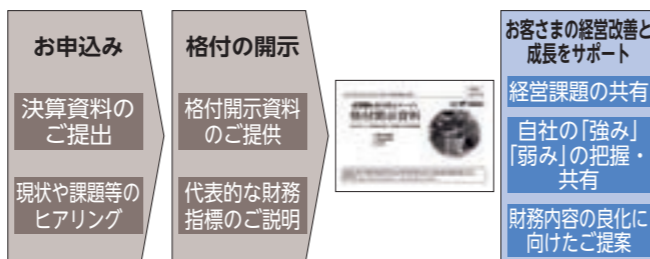 お申込み
決算資料の
ご提出
現状や課題等の
ヒアリング
格付の開示
格付開示資料
のご提供
代表的な財務
指標のご説明
格付開示資料
お客さまの経営改善と
成長をサポート
経営課題の共有
自社の「強み」
「弱み」の把握・
共有
財務内容の良化に
向けたご提案